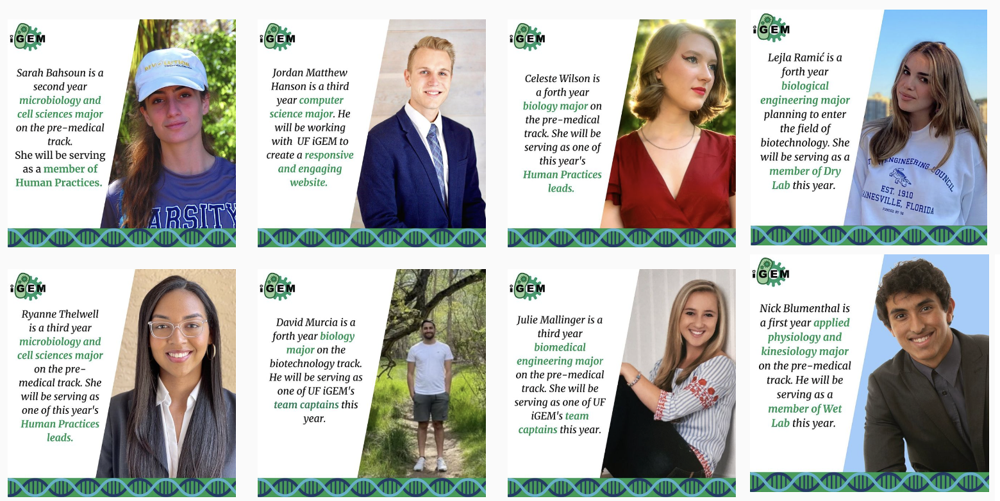 iGEM
Sarah Bahsoun is a
second year
microbiology and
cell sciences major
on the pre-medical
track.
She will be serving
as a member of
Human Practices.
REVOLUTION
ARSITY
iGEM
Jordan Matthew
Hanson is a third
year computer
science major. He
will be working
with UF iGEM to
create a responsive
and engaging
website.
iGEM
Celeste Wilson is
a forth year
biology major on
the pre-medical
track. She will be
serving as one of
this year's
Human Practices
leads.
iGEM
Lejla Ramić is a
forth year
biological
engineering major
planning to enter
the field of
biotechnology. She
will be serving as a
member of Dry
Lab this year.
ENGINEERING COUNCIL
EST. 1910
AINESVILLE, FLORIDA
FUNDED BY SG
iGEM
Ryanne Thelwell
is a third year
microbiology and
cell sciences major
on the pre-
medical track. She
will be serving as
one of this year's
Human Practices
leads.
iGEM
David Murcia is a
forth year biology
major on the
biotechnology track.
He will be serving as
one of UF iGEM's
team captains this
year.
iGEM
Julie Mallinger is a
third year
biomedical
engineering major
on the pre-medical
track. She will be
serving as one of UF
iGEM's team
captains this year.
iGEM
Nick Blumenthal is
a first year applied
physiology and
kinesiology major
on the pre-medical
track. He will be
serving as a
member of Wet
Lab this year.